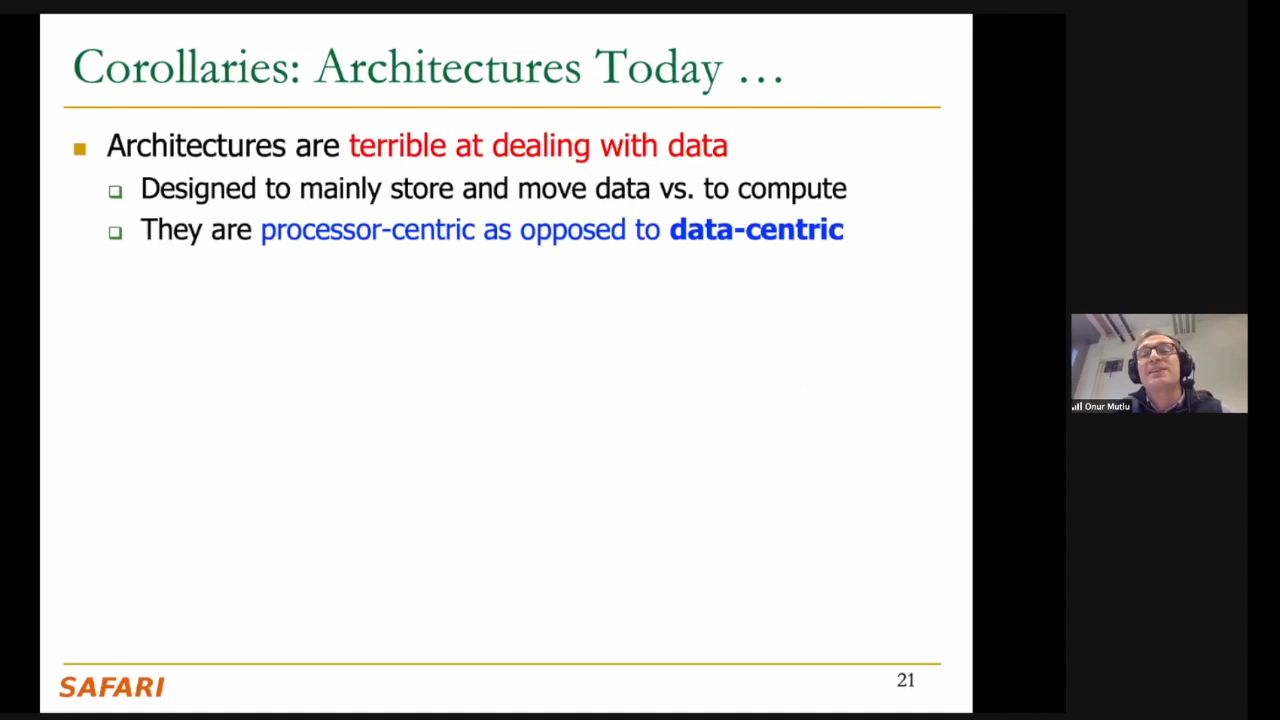 Corollaries: Architectures Today …
Architectures are terrible at dealing with data
Designed to mainly store and move data vs. to compute
They are processor-centric as opposed to data-centric
Onur Mutlu
SAFARI
21